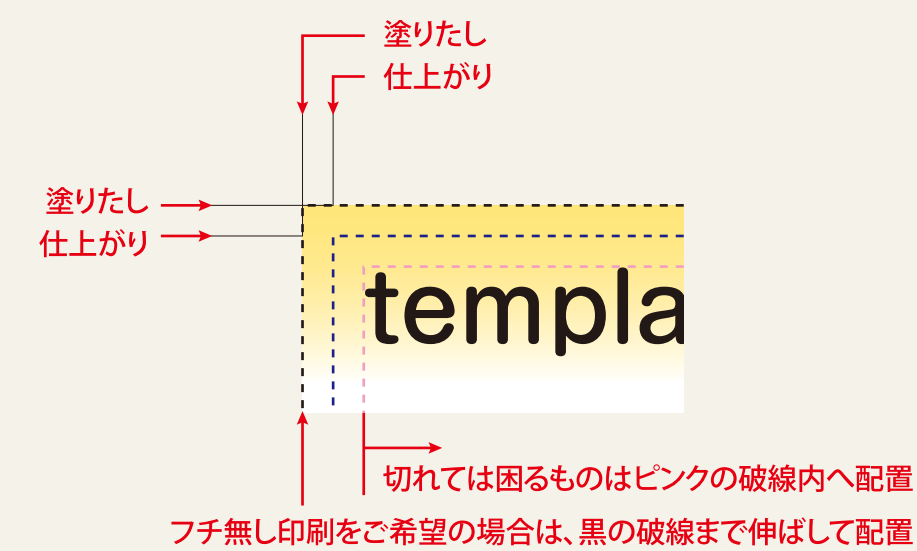 塗りたし
仕上がり
塗りたし
仕上がり
templa
切れては困るものはピンクの破線内へ配置
フチ無し印刷をご希望の場合は、黒の破線まで伸ばして配置